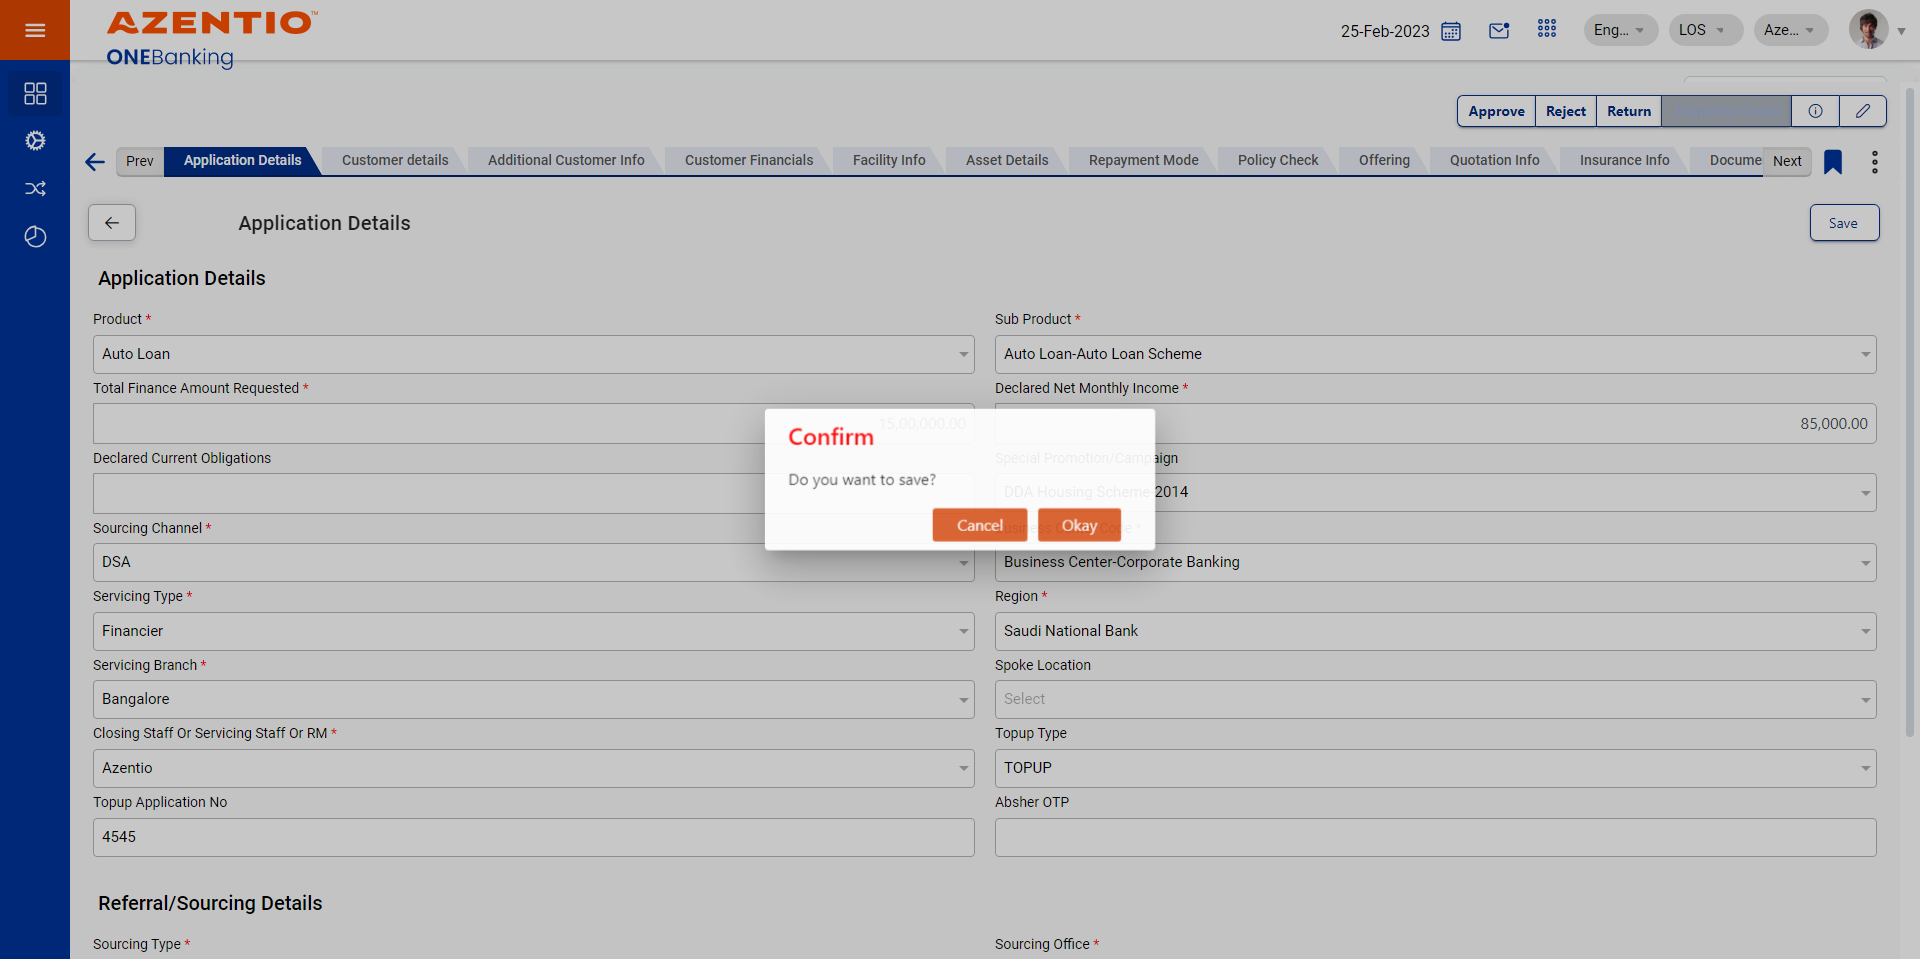 AZENTIO™
ONEBanking
25-Feb-2023
Eng...
LOS
Aze...
Approve
Reject
Return
Prev
Application Details
Customer details
Additional Customer Info
Customer Financials
Facility Info
Asset Details
Repayment Mode
Policy Check
Offering
Quotation Info
Insurance Info
Docume
Next
Application Details
Save
Application Details
Product *
Sub Product *
Auto Loan
Auto Loan-Auto Loan Scheme
Total Finance Amount Requested *
Declared Net Monthly Income *
15,00,000.00
85,000.00
Declared Current Obligations
Special Promotion/Campaign
DDA Housing Scheme 2014
Confirm
Do you want to save?
Cancel
Okay
Sourcing Channel *
DSA
Business Center-Corporate Banking
Servicing Type *
Region *
Financier
Saudi National Bank
Servicing Branch *
Spoke Location
Bangalore
Select
Closing Staff Or Servicing Staff Or RM *
Topup Type
Azentio
TOPUP
Topup Application No
Absher OTP
4545
Referral/Sourcing Details
Sourcing Type *
Sourcing Office *